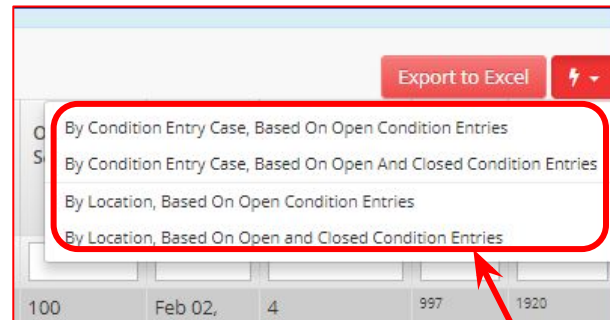 Export to Excel
By Condition Entry Case, Based On Open Condition Entries
By Condition Entry Case, Based On Open And Closed Condition Entries
By Location, Based On Open Condition Entries
By Location, Based On Open and Closed Condition Entries
100 Feb 02, 4 997 1920